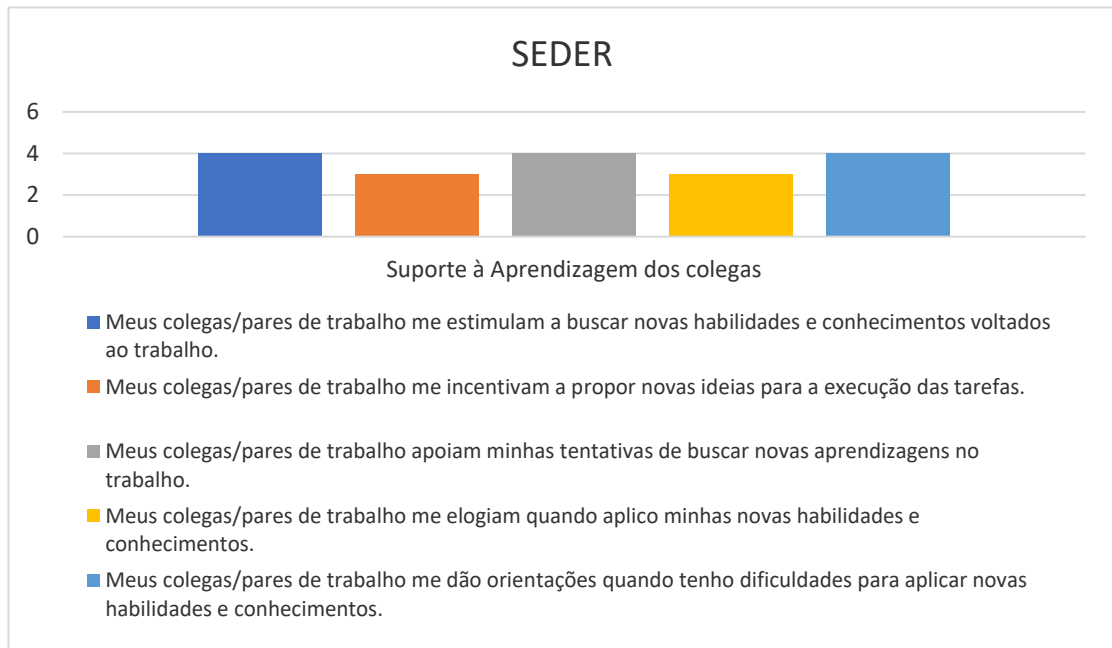 SEDER
6
4
2
0
Suporte à Aprendizagem dos colegas
Meus colegas/pares de trabalho me estimulam a buscar novas habilidades e conhecimentos voltados
ao trabalho.
Meus colegas/pares de trabalho me incentivam a propor novas ideias para a execução das tarefas.
Meus colegas/pares de trabalho apoiam minhas tentativas de buscar novas aprendizagens no
trabalho.
Meus colegas/pares de trabalho me elogiam quando aplico minhas novas habilidades e
conhecimentos.
Meus colegas/pares de trabalho me dão orientações quando tenho dificuldades para aplicar novas
habilidades e conhecimentos.